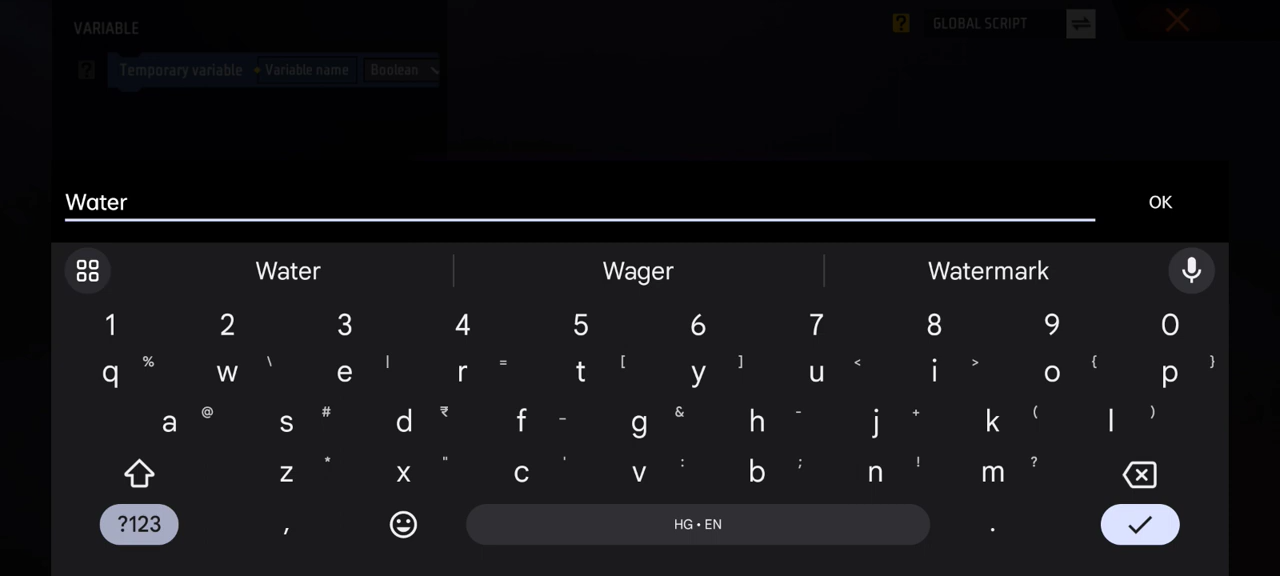 VARIABLE
? GLOBAL SCRIPT
? Temporary variable Variable name Boolean
Water OK
Water Wager Watermark
1 2 3 4 5 6 7 8 9 0
q % w \ e | r = t [ y ] u < i > o { p }
a @ s # d ₹ f _ g & h - j + k ( l )
z * x " c ' v : b ; n ! m ?
?123 , HG • EN .